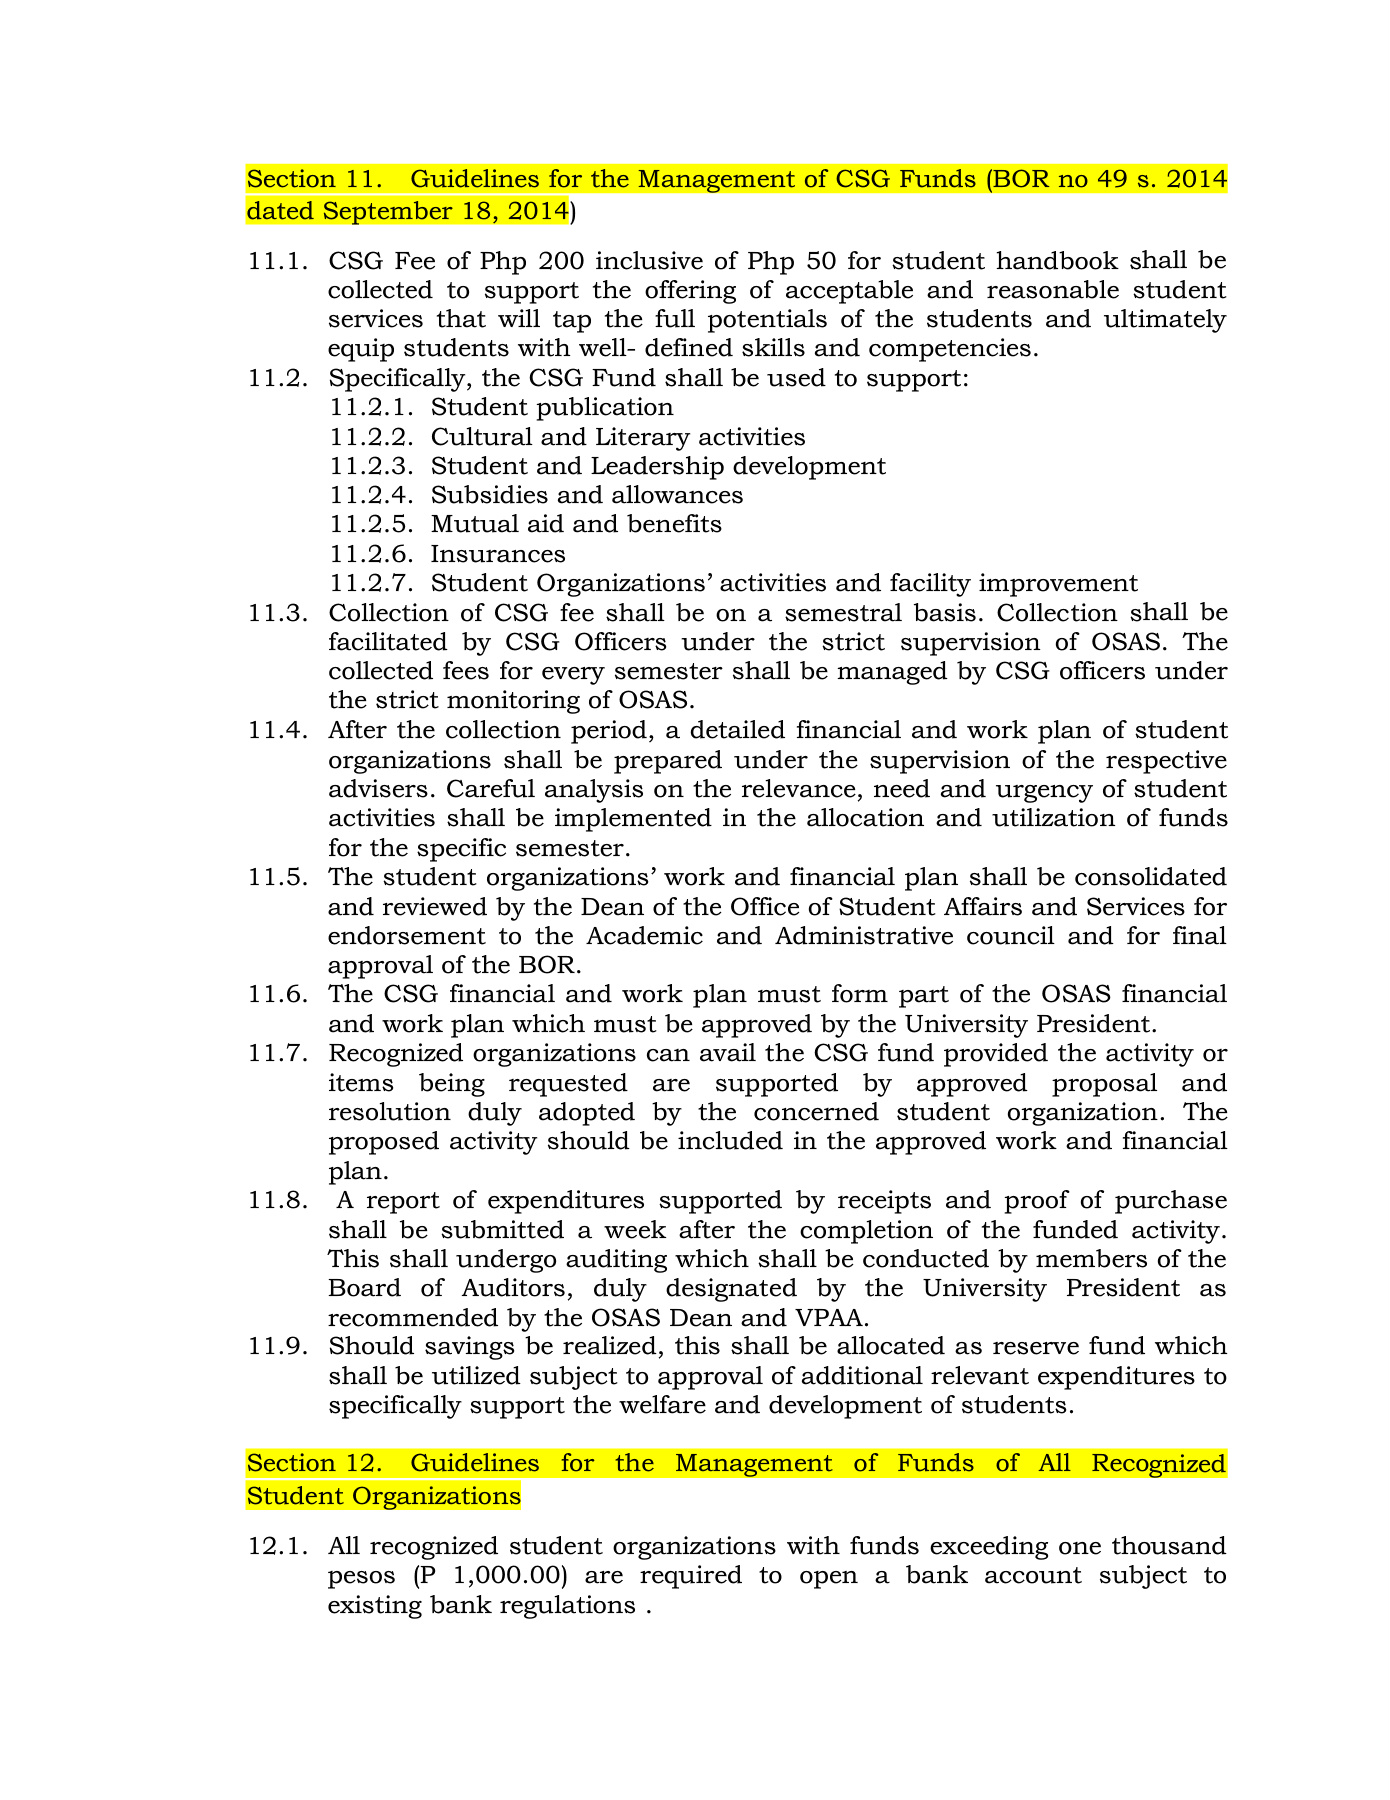 Section 11. Guidelines for the Management of CSG Funds (BOR no 49 s. 2014
dated September 18, 2014)
11.1. CSG Fee of Php 200 inclusive of Php 50 for student handbook shall be
collected to support the offering of acceptable and reasonable student
services that will tap the full potentials of the students and ultimately
equip students with well- defined skills and competencies.
11.2. Specifically, the CSG Fund shall be used to support:
11.2.1. Student publication
11.2.2. Cultural and Literary activities
11.2.3. Student and Leadership development
11.2.4. Subsidies and allowances
11.2.5. Mutual aid and benefits
11.2.6. Insurances
11.2.7. Student Organizations’ activities and facility improvement
11.3. Collection of CSG fee shall be on a semestral basis. Collection shall be
facilitated by CSG Officers under the strict supervision of OSAS. The
collected fees for every semester shall be managed by CSG officers under
the strict monitoring of OSAS.
11.4. After the collection period, a detailed financial and work plan of student
organizations shall be prepared under the supervision of the respective
advisers. Careful analysis on the relevance, need and urgency of student
activities shall be implemented in the allocation and utilization of funds
for the specific semester.
11.5. The student organizations’ work and financial plan shall be consolidated
and reviewed by the Dean of the Office of Student Affairs and Services for
endorsement to the Academic and Administrative council and for final
approval of the BOR.
11.6. The CSG financial and work plan must form part of the OSAS financial
and work plan which must be approved by the University President.
11.7. Recognized organizations can avail the CSG fund provided the activity or
items being requested are supported by approved proposal and
resolution duly adopted by the concerned student organization. The
proposed activity should be included in the approved work and financial
plan.
11.8. A report of expenditures supported by receipts and proof of purchase
shall be submitted a week after the completion of the funded activity.
This shall undergo auditing which shall be conducted by members of the
Board of Auditors, duly designated by the University President as
recommended by the OSAS Dean and VPAA.
11.9. Should savings be realized, this shall be allocated as reserve fund which
shall be utilized subject to approval of additional relevant expenditures to
specifically support the welfare and development of students.
Section 12. Guidelines for the Management of Funds of All Recognized
Student Organizations
12.1. All recognized student organizations with funds exceeding one thousand
pesos (P 1,000.00) are required to open a bank account subject to
existing bank regulations .